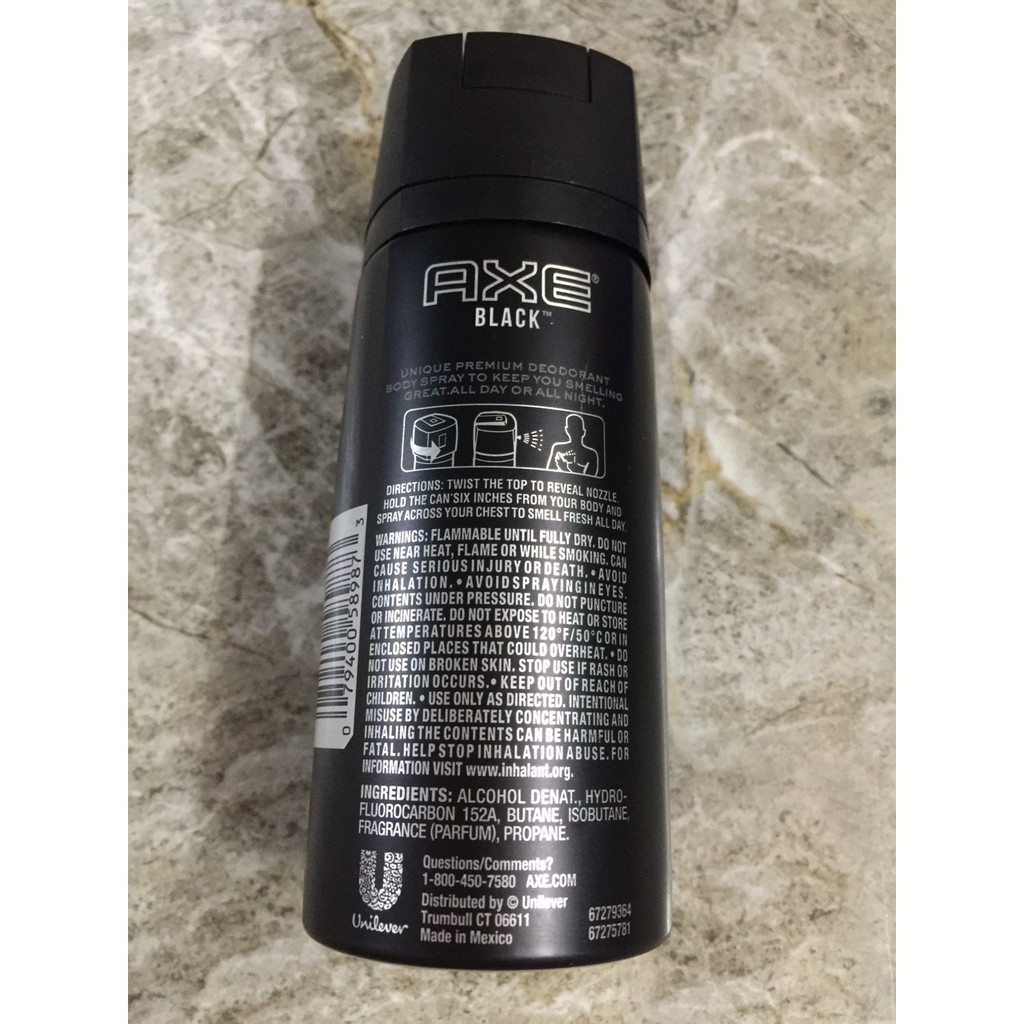 AXE®
BLACK™
UNIQUE PREMIUM DEODORANT
BODY SPRAY TO KEEP YOU SMELLING
GREAT ALL DAY OR ALL NIGHT.
DIRECTIONS: TWIST THE TOP TO REVEAL NOZZLE.
HOLD THE CAN SIX INCHES FROM YOUR BODY AND
SPRAY ACROSS YOUR CHEST TO SMELL FRESH ALL DAY.
WARNINGS: FLAMMABLE UNTIL FULLY DRY. DO NOT
USE NEAR HEAT, FLAME OR WHILE SMOKING. CAN
CAUSE SERIOUS INJURY OR DEATH. • AVOID
INHALATION. • AVOID SPRAYING IN EYES.
CONTENTS UNDER PRESSURE. DO NOT PUNCTURE
OR INCINERATE. DO NOT EXPOSE TO HEAT OR STORE
AT TEMPERATURES ABOVE 120°F/50°C OR IN
ENCLOSED PLACES THAT COULD OVERHEAT. • DO
NOT USE ON BROKEN SKIN. STOP USE IF RASH OR
IRRITATION OCCURS. • KEEP OUT OF REACH OF
CHILDREN. • USE ONLY AS DIRECTED. INTENTIONAL
MISUSE BY DELIBERATELY CONCENTRATING AND
INHALING THE CONTENTS CAN BE HARMFUL OR
FATAL. HELP STOP INHALATION ABUSE. FOR
INFORMATION VISIT www.inhalant.org.
INGREDIENTS: ALCOHOL DENAT., HYDRO-
FLUOROCARBON 152A, BUTANE, ISOBUTANE,
FRAGRANCE (PARFUM), PROPANE.
Questions/Comments?
1-800-450-7580 AXE.COM
Distributed by © Unilever
Trumbull CT 06611
Made in Mexico
Unilever
67279364
67275781
0 79400 58987 3